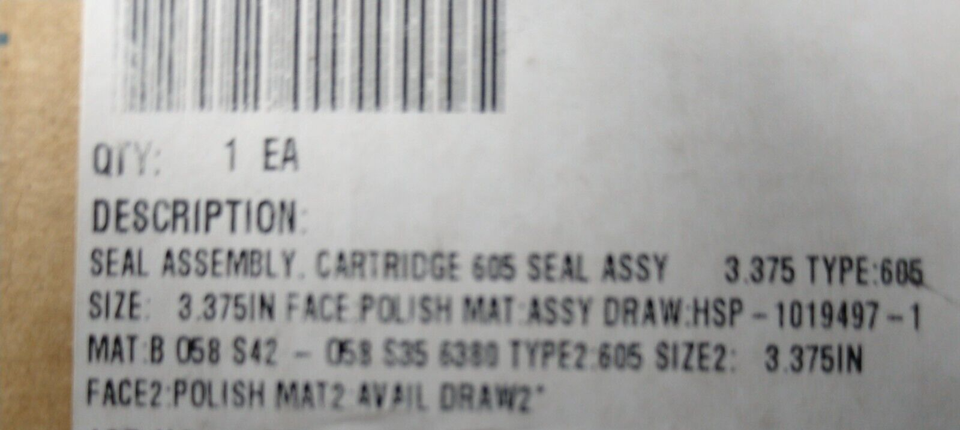 QTY: 1 EA
DESCRIPTION:
SEAL ASSEMBLY, CARTRIDGE 605 SEAL ASSY 3.375 TYPE:605
SIZE: 3.375IN FACE:POLISH MAT:ASSY DRAW:HSP-1019497-1
MAT:B 058 S42 - 058 S35 6380 TYPE2:605 SIZE2: 3.375IN
FACE2:POLISH MAT2:AVAIL DRAW2"